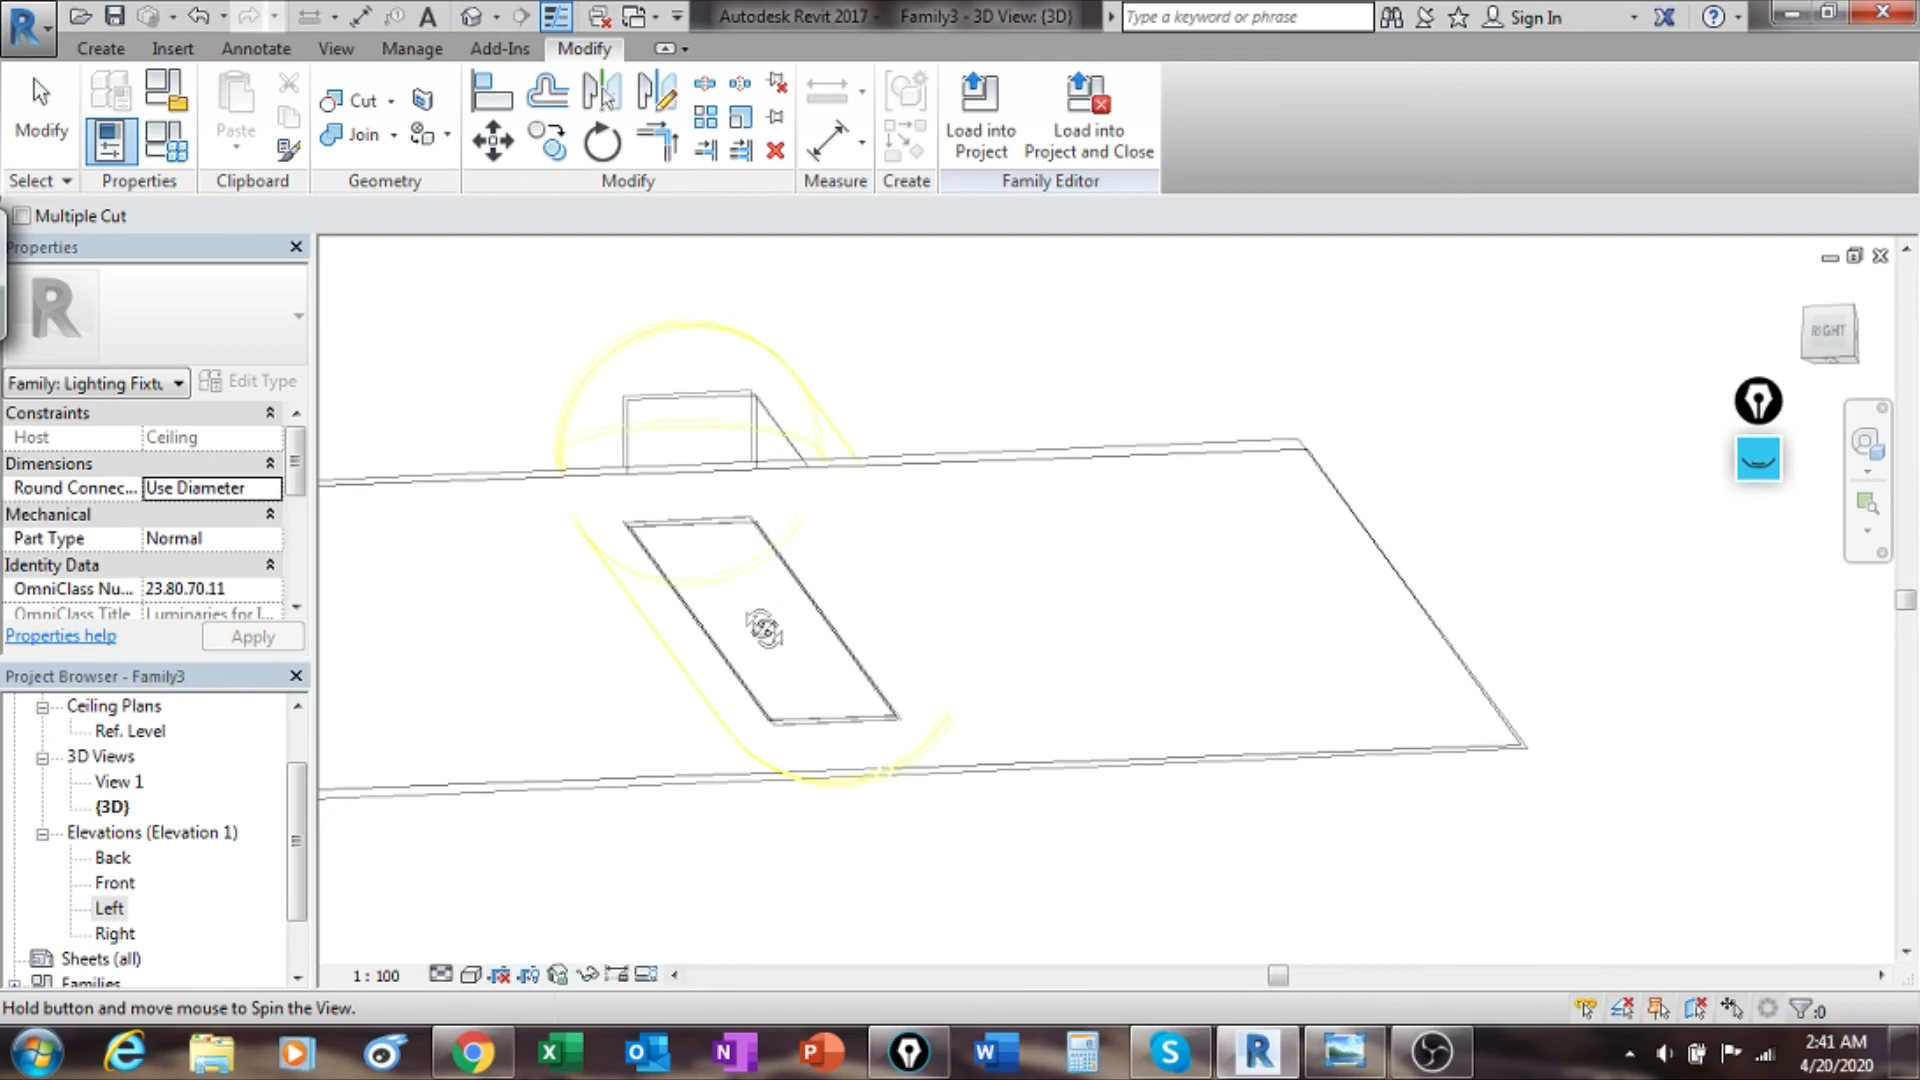 Autodesk Revit 2017 - Family3 - 3D View: {3D}
Type a keyword or phrase
Sign In
Create Insert Annotate View Manage Add-Ins Modify
Modify
Paste
Cut
Join
Load into Project
Load into Project and Close
Select Properties Clipboard Geometry Modify Measure Create Family Editor
Multiple Cut
Properties
Family: Lighting Fixtu
Edit Type
Constraints
Host Ceiling
Dimensions
Round Connec... Use Diameter
Mechanical
Part Type Normal
Identity Data
OmniClass Nu... 23.80.70.11
OmniClass Title Luminaries for I...
Properties help
Apply
Project Browser - Family3
Ceiling Plans
Ref. Level
3D Views
View 1
{3D}
Elevations (Elevation 1)
Back
Front
Left
Right
Sheets (all)
Families
RIGHT
1 : 100
Hold button and move mouse to Spin the View.
:0
2:41 AM
4/20/2020